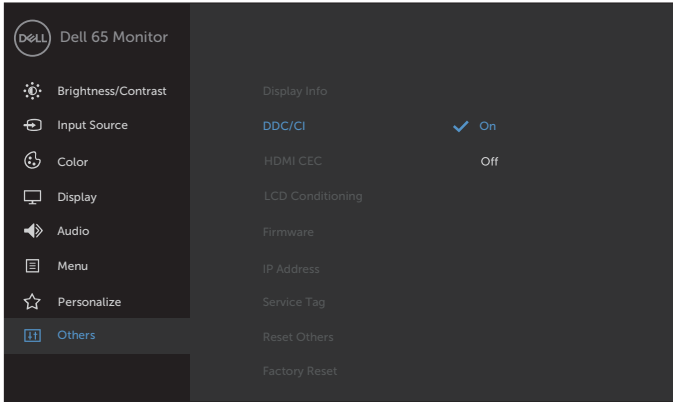 DELL Dell 65 Monitor
Brightness/Contrast
Input Source
Color
Display
Audio
Menu
Personalize
Others
Display Info
DDC/CI On
HDMI CEC Off
LCD Conditioning
Firmware
IP Address
Service Tag
Reset Others
Factory Reset